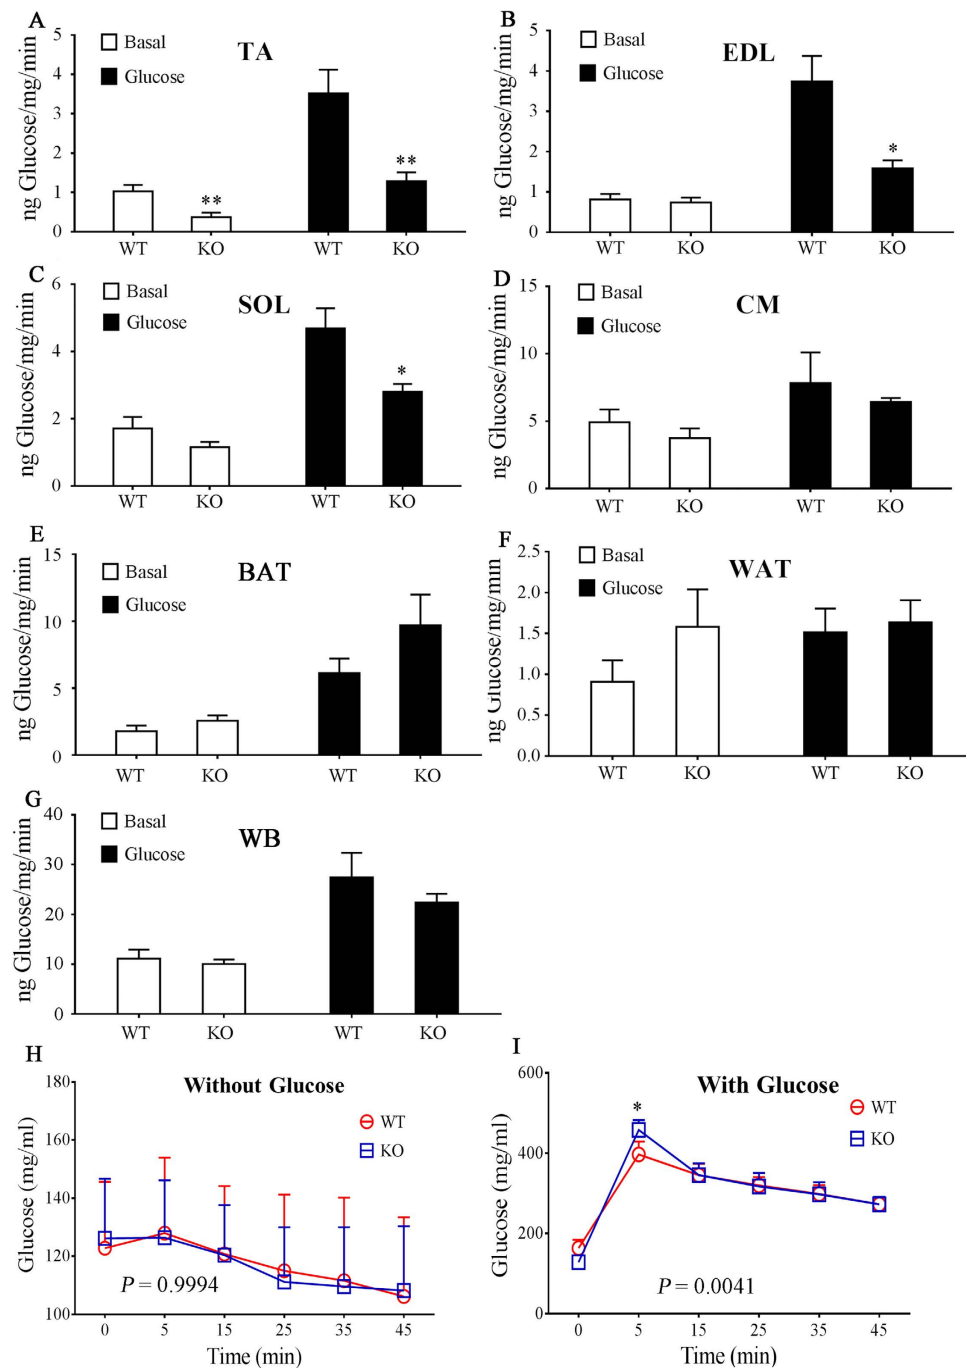 A
TA
Basal
Glucose
ng Glucose/mg/min
5
4
3
2
1
0
**
**
WT KO WT KO
B
EDL
Basal
Glucose
ng Glucose/mg/min
5
4
3
2
1
0
*
WT KO WT KO
C
SOL
Basal
Glucose
ng Glucose/mg/min
6
4
2
0
*
WT KO WT KO
D
CM
Basal
Glucose
ng Glucose/mg/min
15
10
5
0
WT KO WT KO
E
BAT
Basal
Glucose
ng Glucose/mg/min
15
10
5
0
WT KO WT KO
F
WAT
Basal
Glucose
ng Glucose/mg/min
2.5
2.0
1.5
1.0
0.5
0.0
WT KO WT KO
G
WB
Basal
Glucose
ng Glucose/mg/min
40
30
20
10
0
WT KO WT KO
H
Without Glucose
WT
KO
Glucose (mg/ml)
180
160
140
120
100
P = 0.9994
0 5 15 25 35 45
Time (min)
I
With Glucose
WT
KO
Glucose (mg/ml)
600
400
200
0
*
P = 0.0041
0 5 15 25 35 45
Time (min)